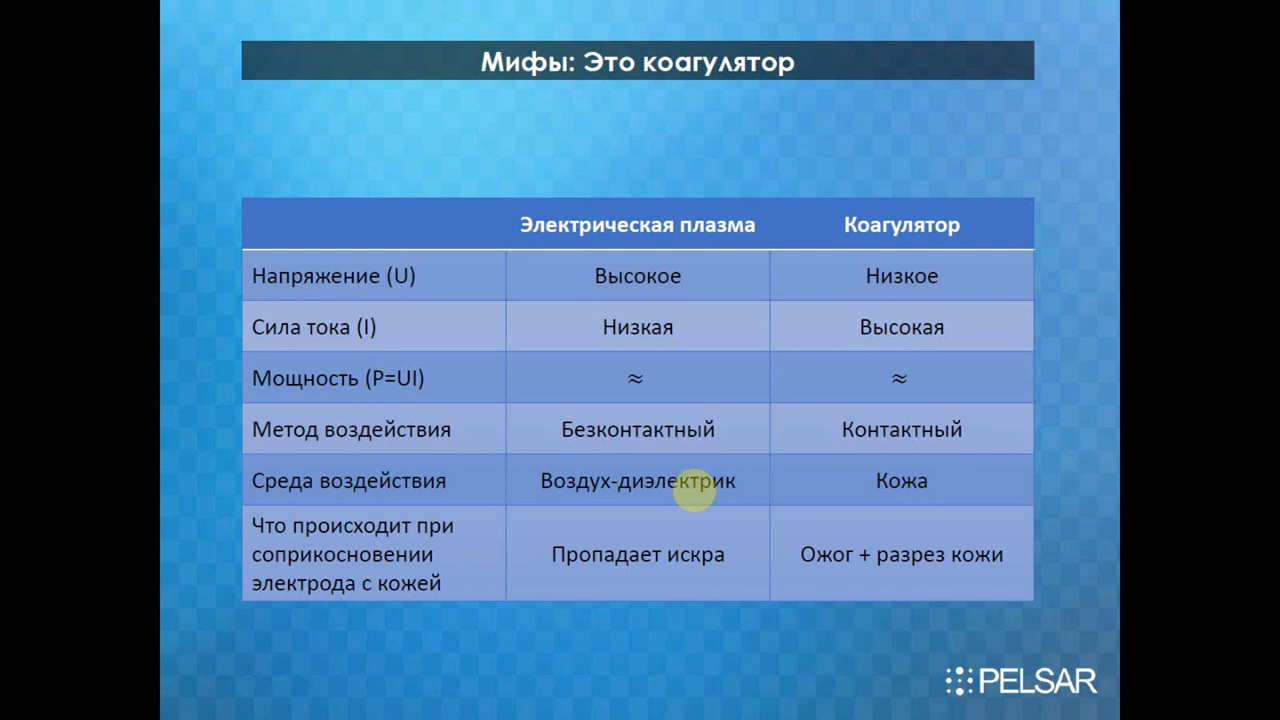 Мифы: Это коагулятор
Электрическая плазма Коагулятор
Напряжение (U) Высокое Низкое
Сила тока (I) Низкая Высокая
Мощность (P=UI) ≈ ≈
Метод воздействия Безконтактный Контактный
Среда воздействия Воздух-диэлектрик Кожа
Что происходит при
соприкосновении
электрода с кожей Пропадает искра Ожог + разрез кожи
PELSAR